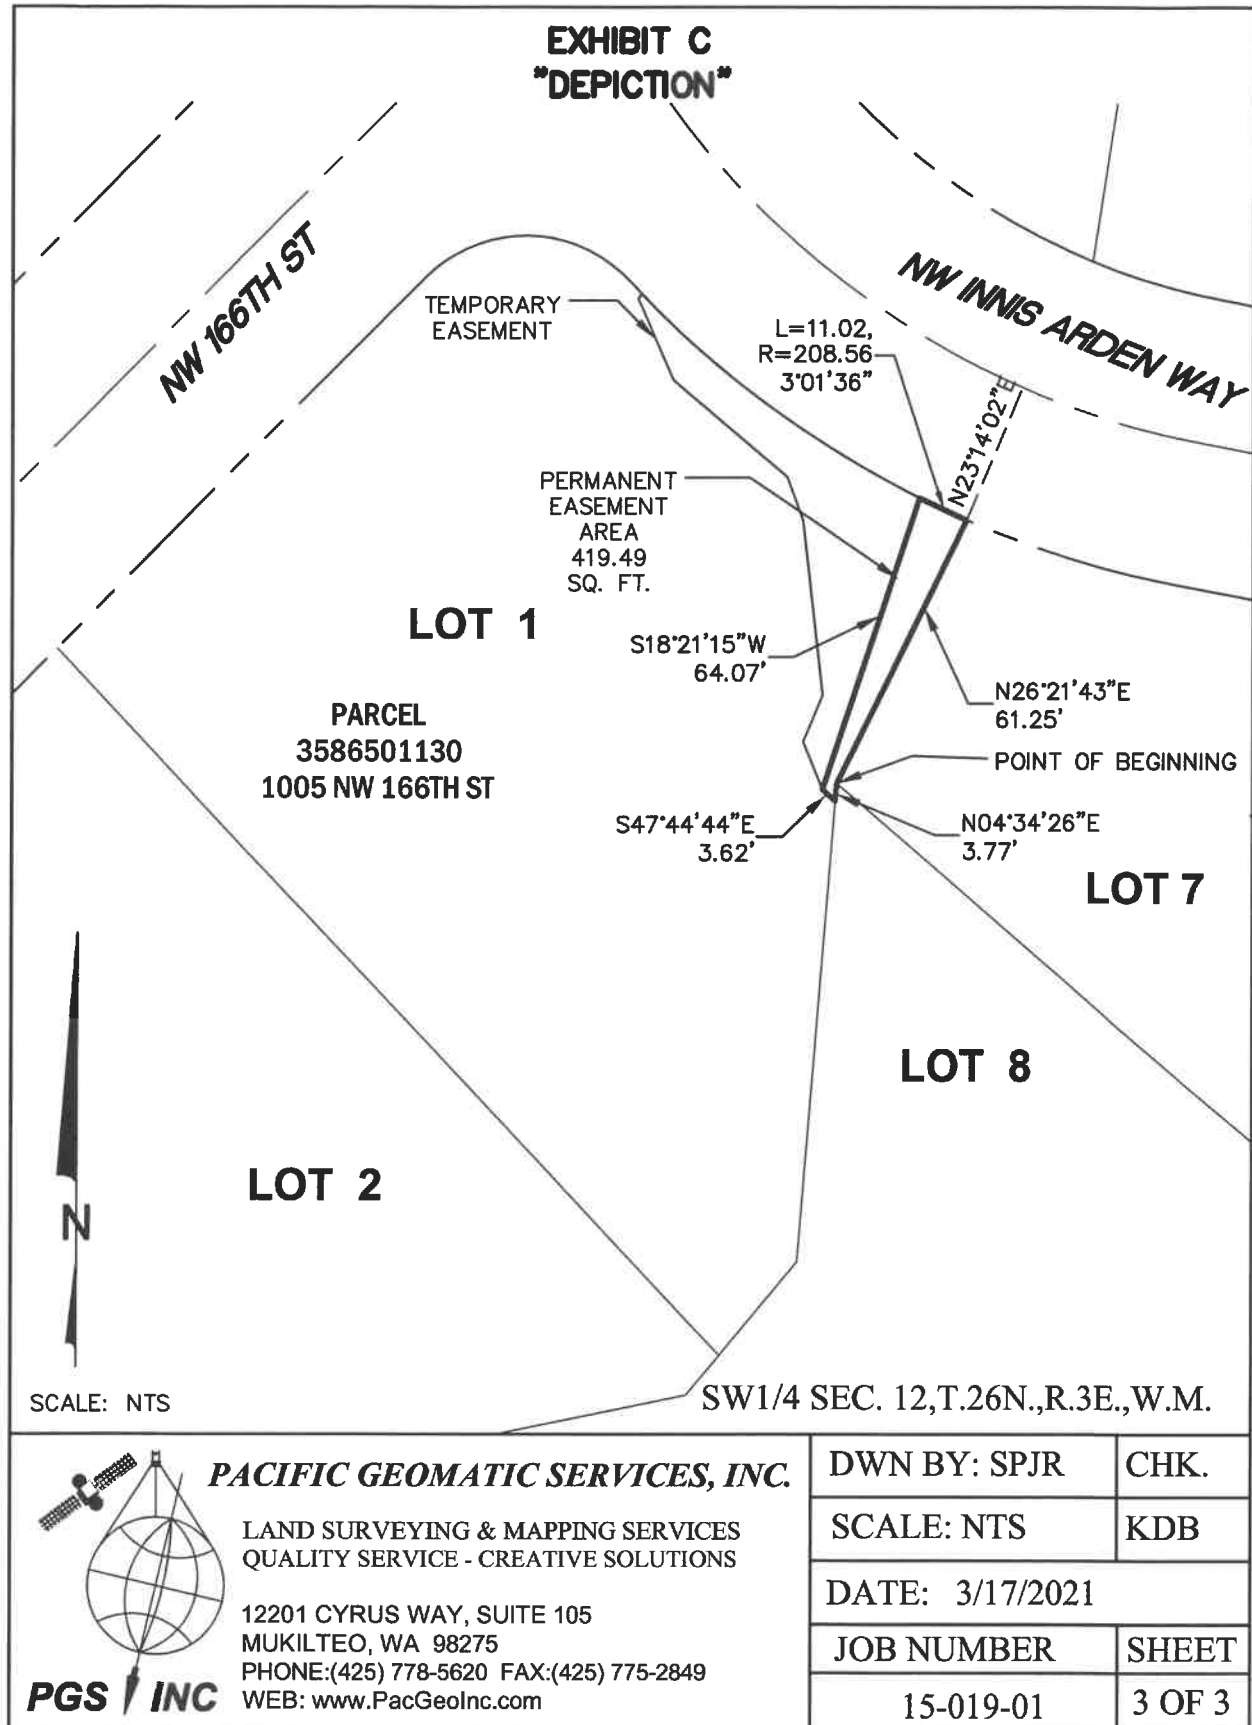 EXHIBIT C
"DEPICTION"
NW 166TH ST
NW INNIS ARDEN WAY
TEMPORARY
EASEMENT
L=11.02,
R=208.56
3°01'36"
N23°14'02"E
PERMANENT
EASEMENT
AREA
419.49
SQ. FT.
LOT 1
S18°21'15"W
64.07'
N26°21'43"E
61.25'
PARCEL
3586501130
1005 NW 166TH ST
POINT OF BEGINNING
S47°44'44"E
3.62'
N04°34'26"E
3.77'
LOT 7
LOT 8
LOT 2
N
SCALE: NTS
SW1/4 SEC. 12,T.26N.,R.3E.,W.M.
PACIFIC GEOMATIC SERVICES, INC.
LAND SURVEYING & MAPPING SERVICES
QUALITY SERVICE - CREATIVE SOLUTIONS
12201 CYRUS WAY, SUITE 105
MUKILTEO, WA 98275
PHONE:(425) 778-5620 FAX:(425) 775-2849
WEB: www.PacGeoInc.com
PGS INC
DWN BY: SPJR
CHK.
SCALE: NTS
KDB
DATE: 3/17/2021
JOB NUMBER
SHEET
15-019-01
3 OF 3